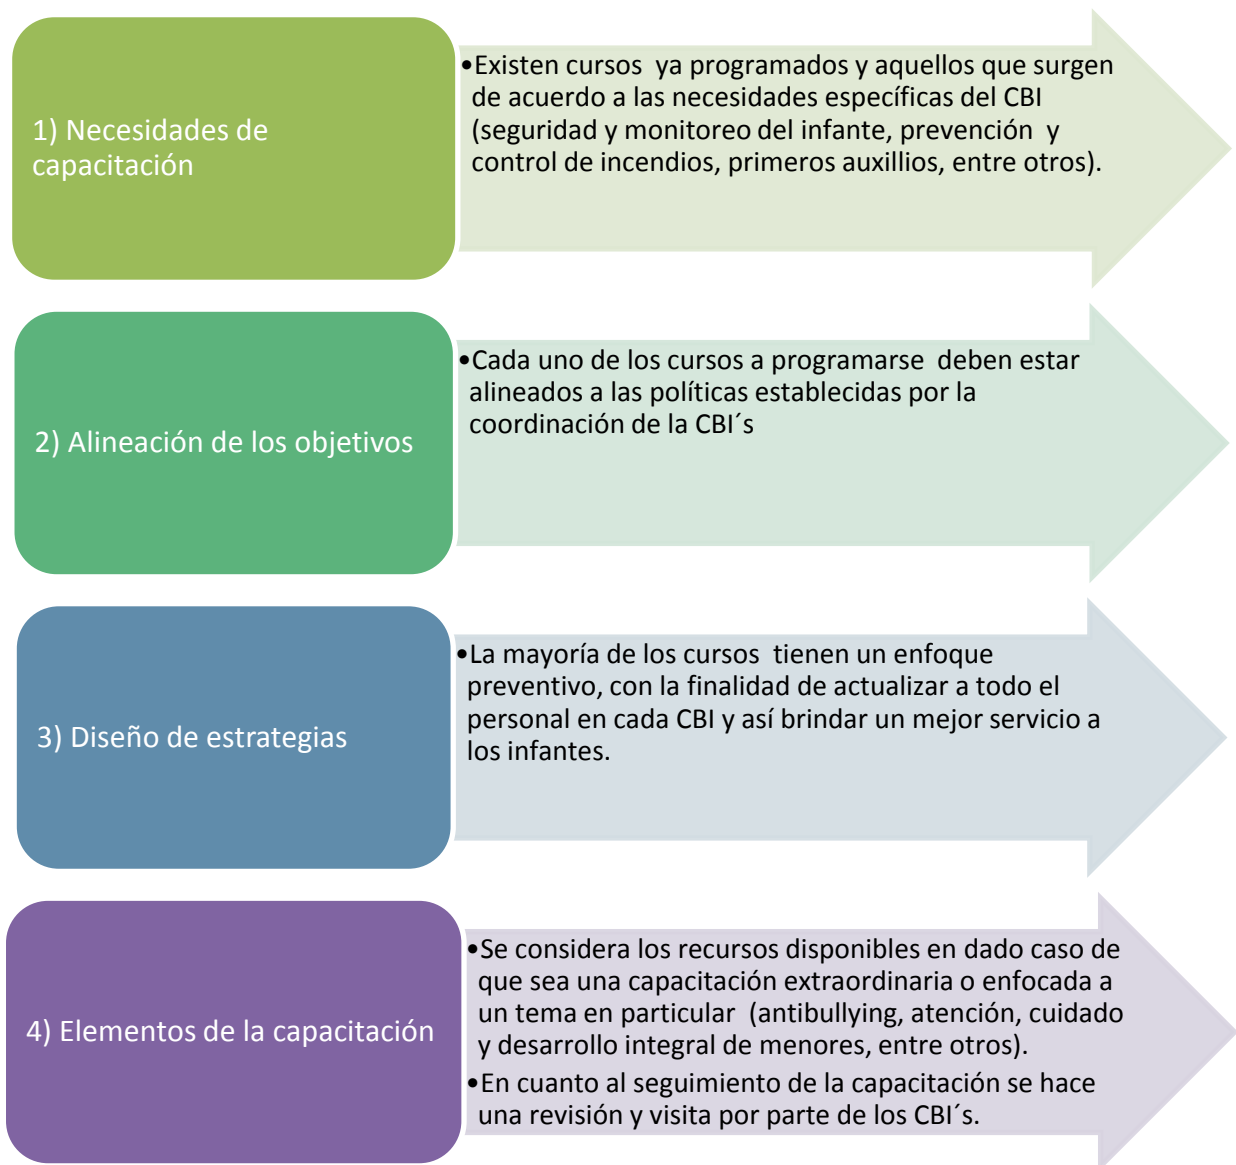 1) Necesidades de
capacitación
•Existen cursos  ya programados y aquellos que surgen
de acuerdo a las necesidades específicas del CBI
(seguridad y monitoreo del infante, prevención  y
control de incendios, primeros auxillios, entre otros).
2) Alineación de los objetivos
•Cada uno de los cursos a programarse  deben estar
alineados a las políticas establecidas por la
coordinación de la CBI´s
3) Diseño de estrategias
•La mayoría de los cursos  tienen un enfoque
preventivo, con la finalidad de actualizar a todo el
personal en cada CBI y así brindar un mejor servicio a
los infantes.
4) Elementos de la capacitación
•Se considera los recursos disponibles en dado caso de
que sea una capacitación extraordinaria o enfocada a
un tema en particular  (antibullying, atención, cuidado
y desarrollo integral de menores, entre otros).
•En cuanto al seguimiento de la capacitación se hace
una revisión y visita por parte de los CBI´s.